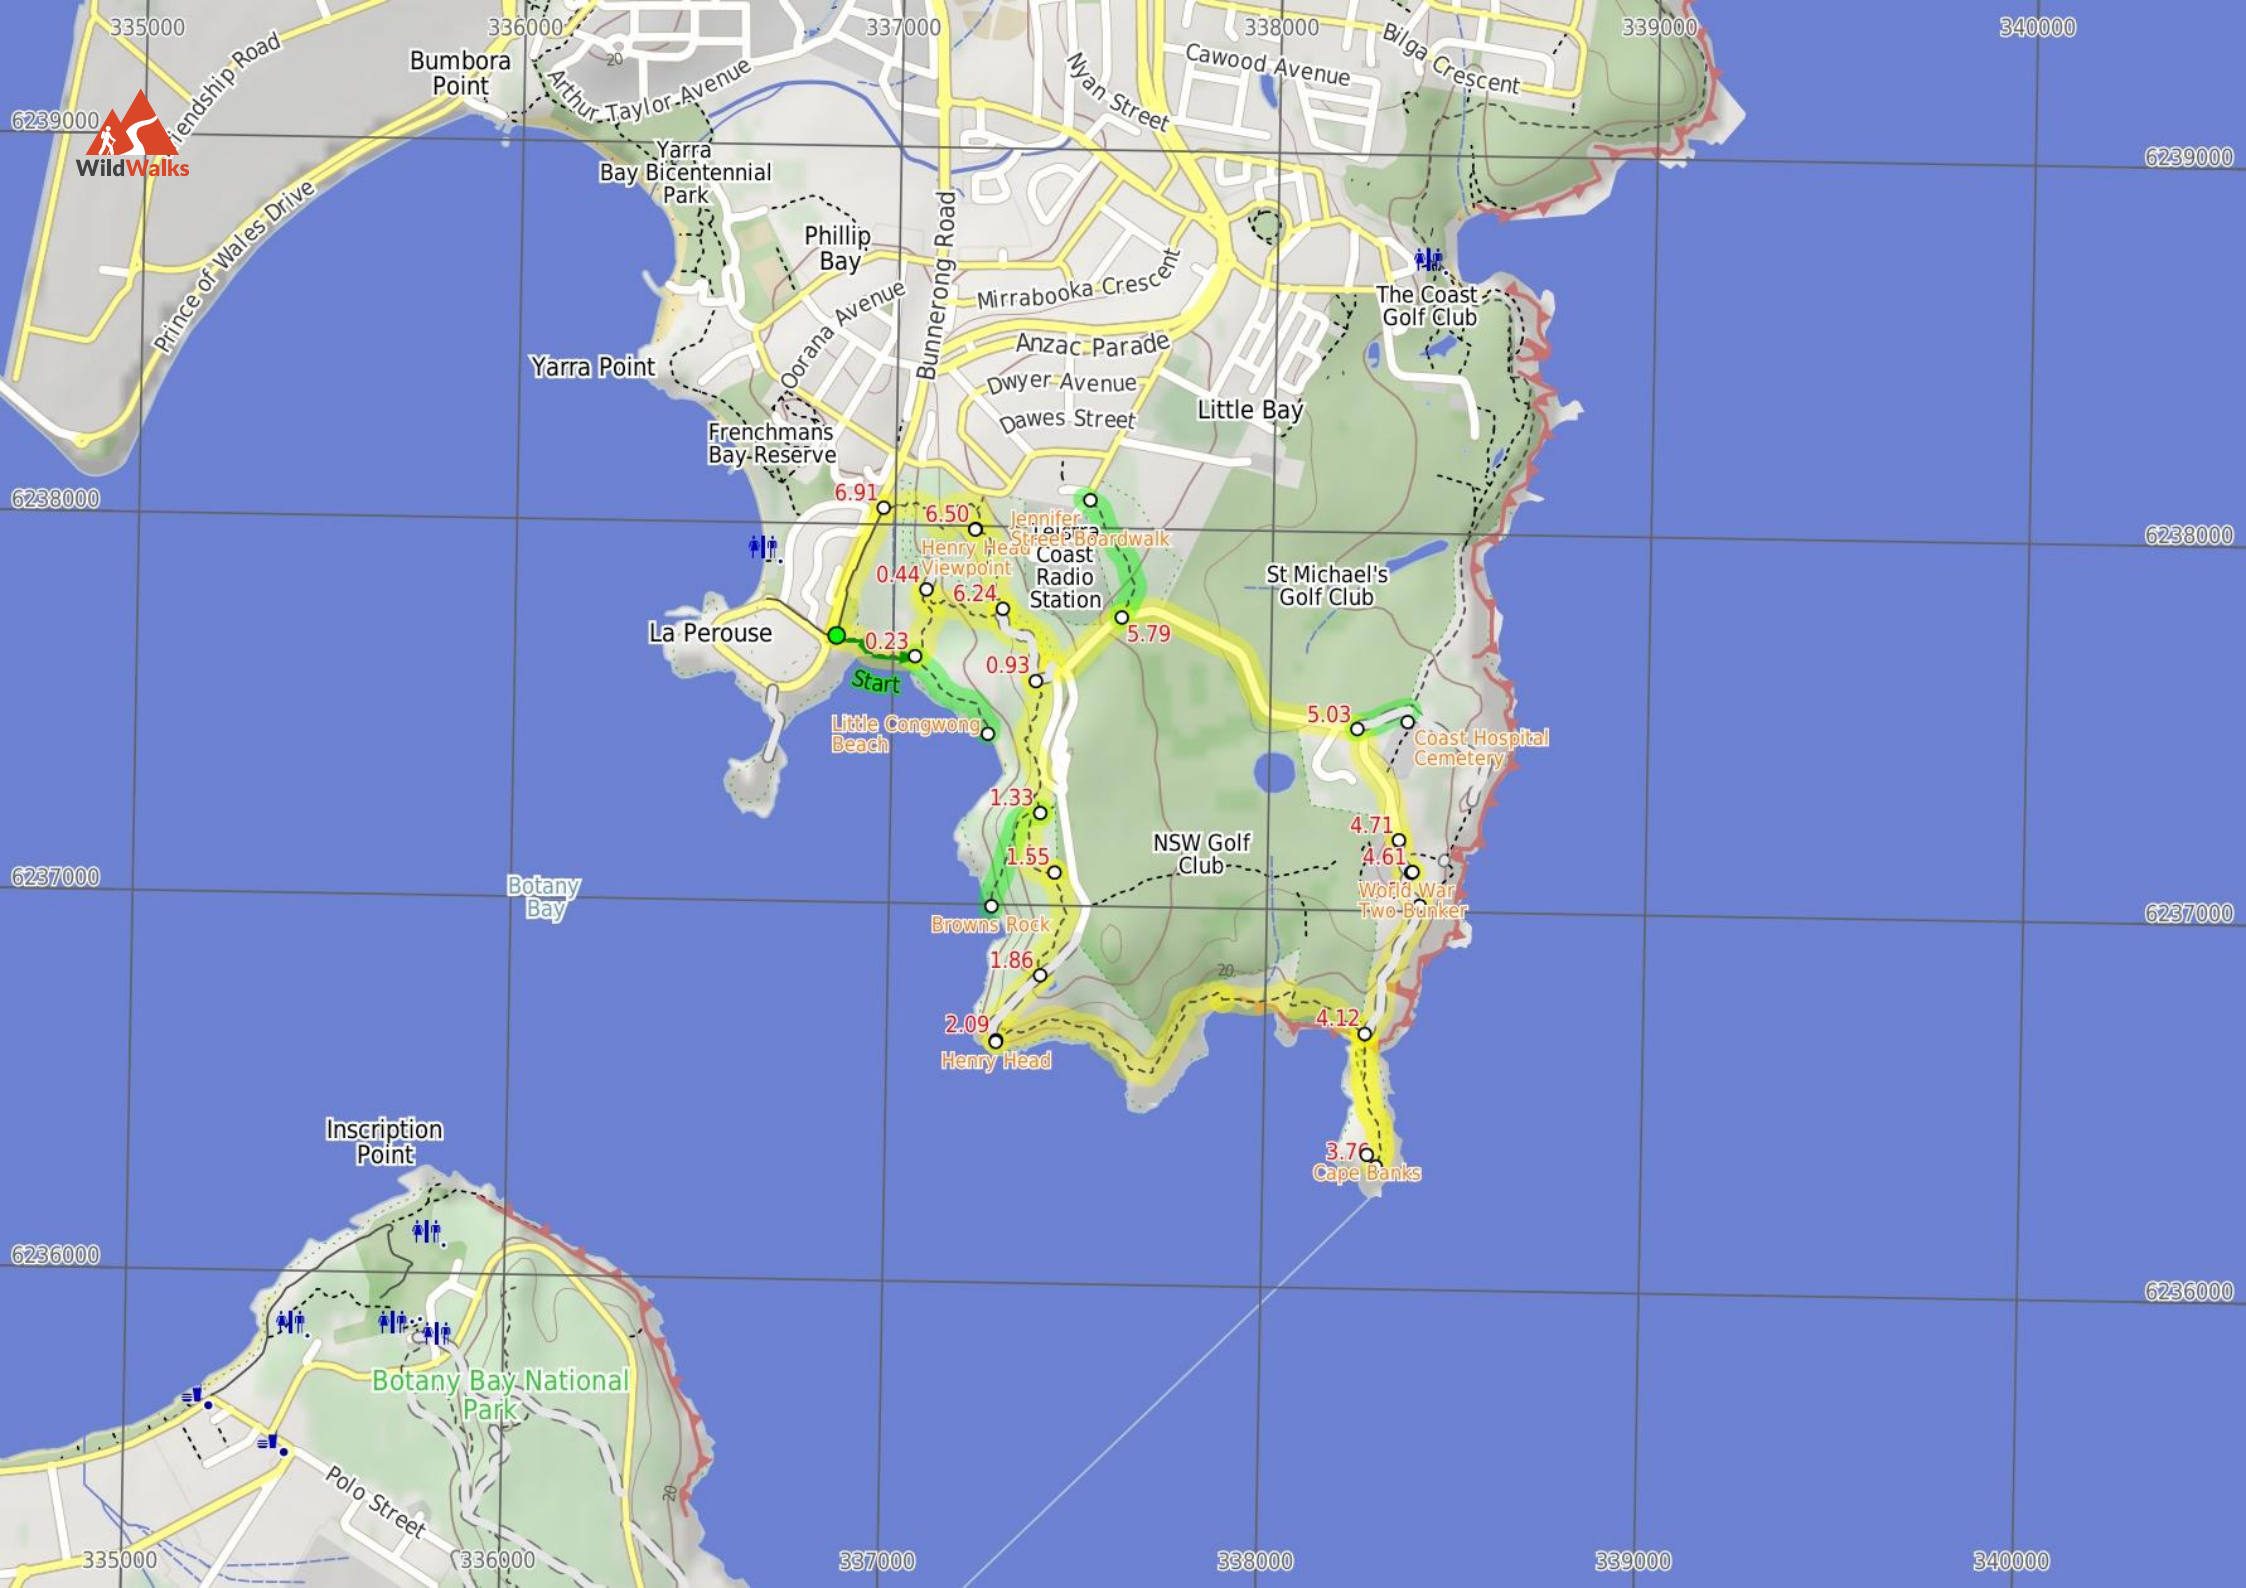 335000
336000
337000
338000
339000
340000
Friendship Road
Bumbora
Point
Arthur Taylor Avenue
20
Nyan Street
Cawood Avenue
Bilga Crescent
6239000
WildWalks
6239000
Yarra
Bay Bicentennial
Park
Prince of Wales Drive
Phillip
Bay
Bunnerong Road
Mirrabooka Crescent
Oorana Avenue
The Coast
Golf Club
Anzac Parade
Yarra Point
Dwyer Avenue
Dawes Street
Little Bay
Frenchmans
Bay Reserve
6238000
6.91
6.50
Jennifer
Street Boardwalk
Telstra
Coast
Radio
Station
6238000
Henry Head
Viewpoint
0.44
6.24
St Michael's
Golf Club
La Perouse
0.23
5.79
Start
0.93
Little Congwong
Beach
5.03
Coast Hospital
Cemetery
1.33
4.71
NSW Golf
Club
1.55
4.61
6237000
Botany
Bay
World War
Two Bunker
6237000
Browns Rock
1.86
20
2.09
4.12
Henry Head
Inscription
Point
3.76
Cape Banks
6236000
6236000
Botany Bay National
Park
Polo Street
20
335000
336000
337000
338000
339000
340000